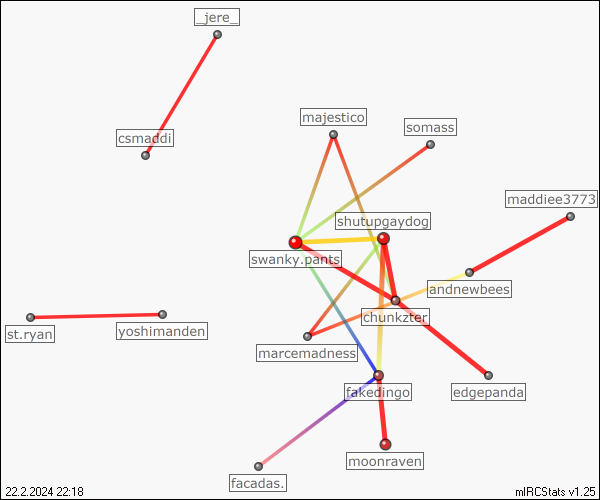 _jere_
majestico
somass
csmaddi
maddiee3773
shutupgaydog
swanky.pants
andnewbees
chunkzter
st.ryan
yoshimanden
marcemadness
fakedingo
edgepanda
moonraven
facadas.
22.2.2024 22:18
mIRCStats v1.25